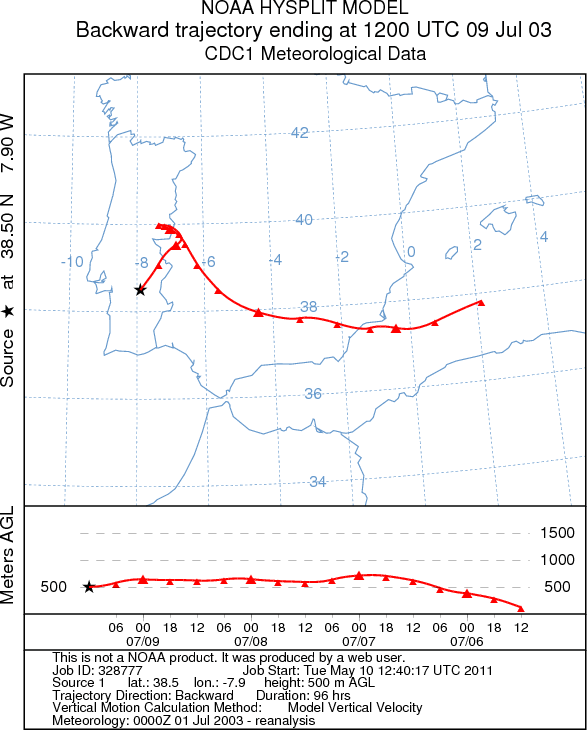 NOAA HYSPLIT MODEL
Backward trajectory ending at 1200 UTC 09 Jul 03
CDC1 Meteorological Data
Source ★ at 38.50 N 7.90 W
42
40
-10 -8 -6 -4 -2 0 2 4
38
36
34
Meters AGL
1500
1000
500 500
06 00 18 12 06 00 18 12 06 00 18 12 06 00 18 12
07/09 07/08 07/07 07/06
This is not a NOAA product. It was produced by a web user.
Job ID: 328777 Job Start: Tue May 10 12:40:17 UTC 2011
Source 1 lat.: 38.5 lon.: -7.9 height: 500 m AGL
Trajectory Direction: Backward Duration: 96 hrs
Vertical Motion Calculation Method: Model Vertical Velocity
Meteorology: 0000Z 01 Jul 2003 - reanalysis